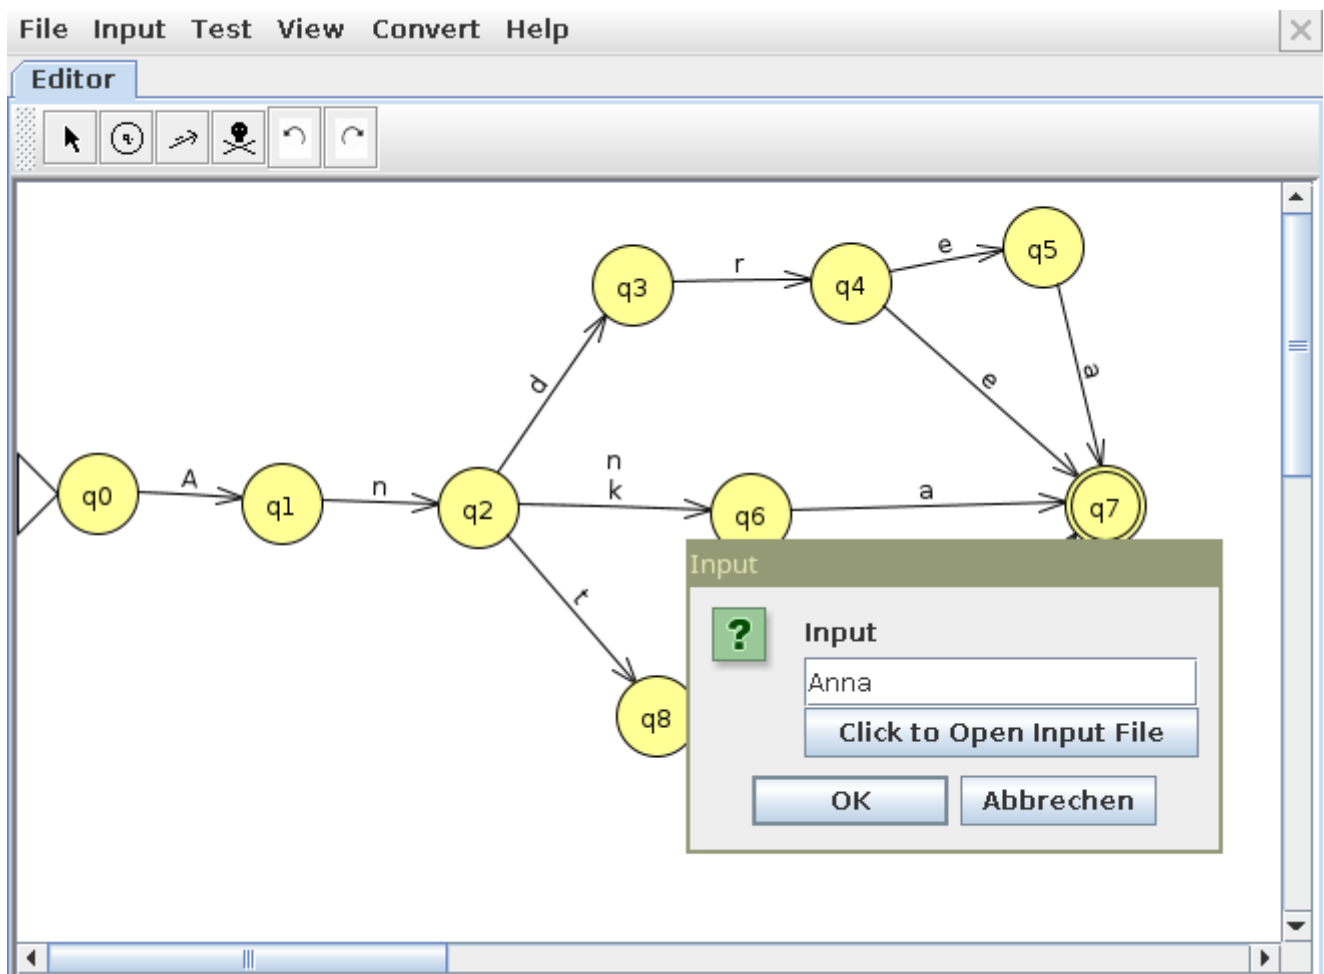 File Input Test View Convert Help
Editor
q
e
q5
r
q3
q4
d
e
a
A
n
n
k
a
q0
q1
q2
q6
q7
t
q8
Input
?
Input
Anna
Click to Open Input File
OK Abbrechen